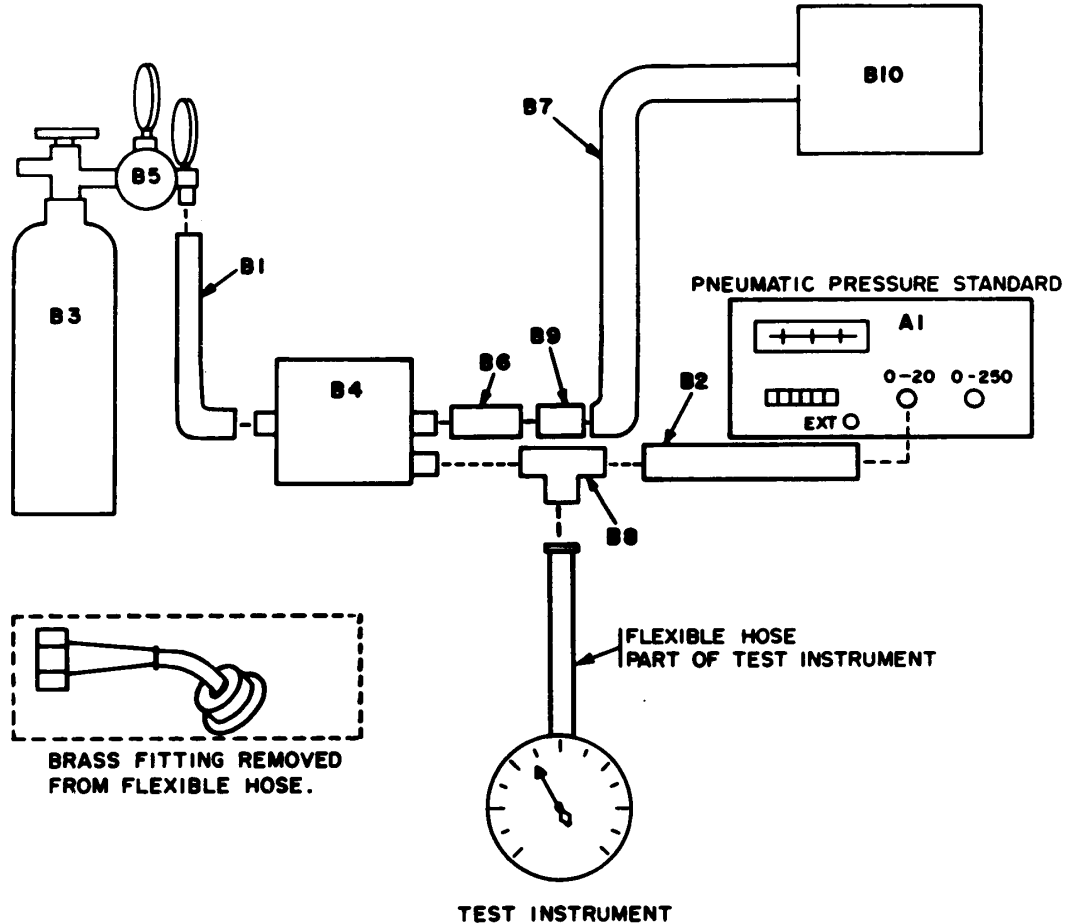 B10
B7
B5
B1
PNEUMATIC PRESSURE STANDARD
B3
A1
B9
B6
B4
B2
0-20 0-250
EXT
B8
FLEXIBLE HOSE
PART OF TEST INSTRUMENT
BRASS FITTING REMOVED
FROM FLEXIBLE HOSE.
TEST INSTRUMENT